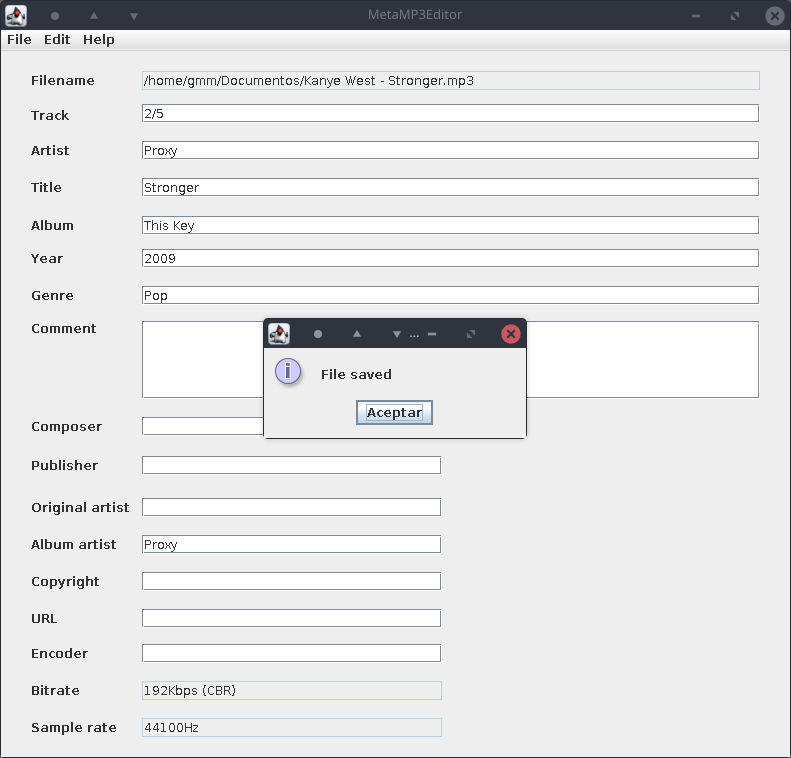 MetaMP3Editor
File Edit Help
Filename /home/gmm/Documentos/Kanye West - Stronger.mp3
Track 2/5
Artist Proxy
Title Stronger
Album This Key
Year 2009
Genre Pop
Comment
...
File saved
Aceptar
Composer
Publisher
Original artist
Album artist Proxy
Copyright
URL
Encoder
Bitrate 192Kbps (CBR)
Sample rate 44100Hz